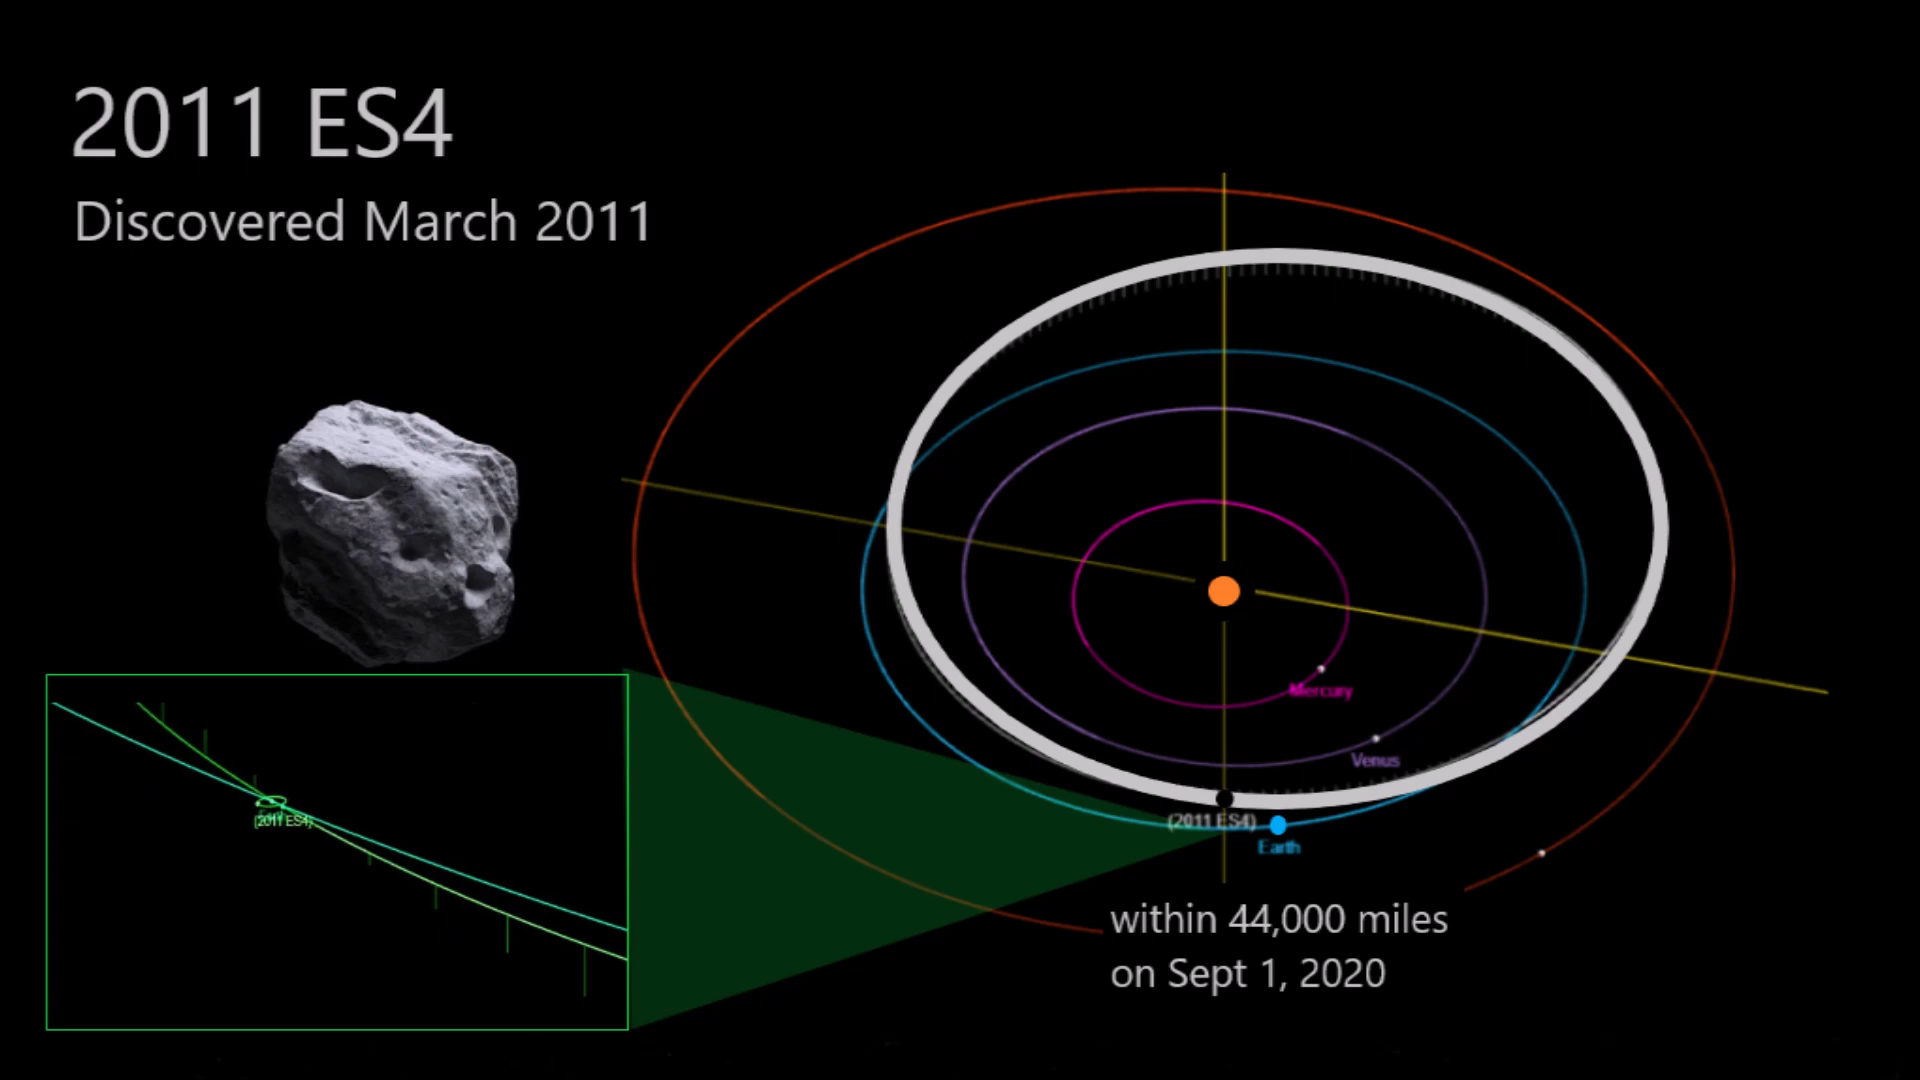 2011 ES4
Discovered March 2011
Mercury
Venus
(2011 ES4)
Earth
(2011 ES4)
within 44,000 miles
on Sept 1, 2020